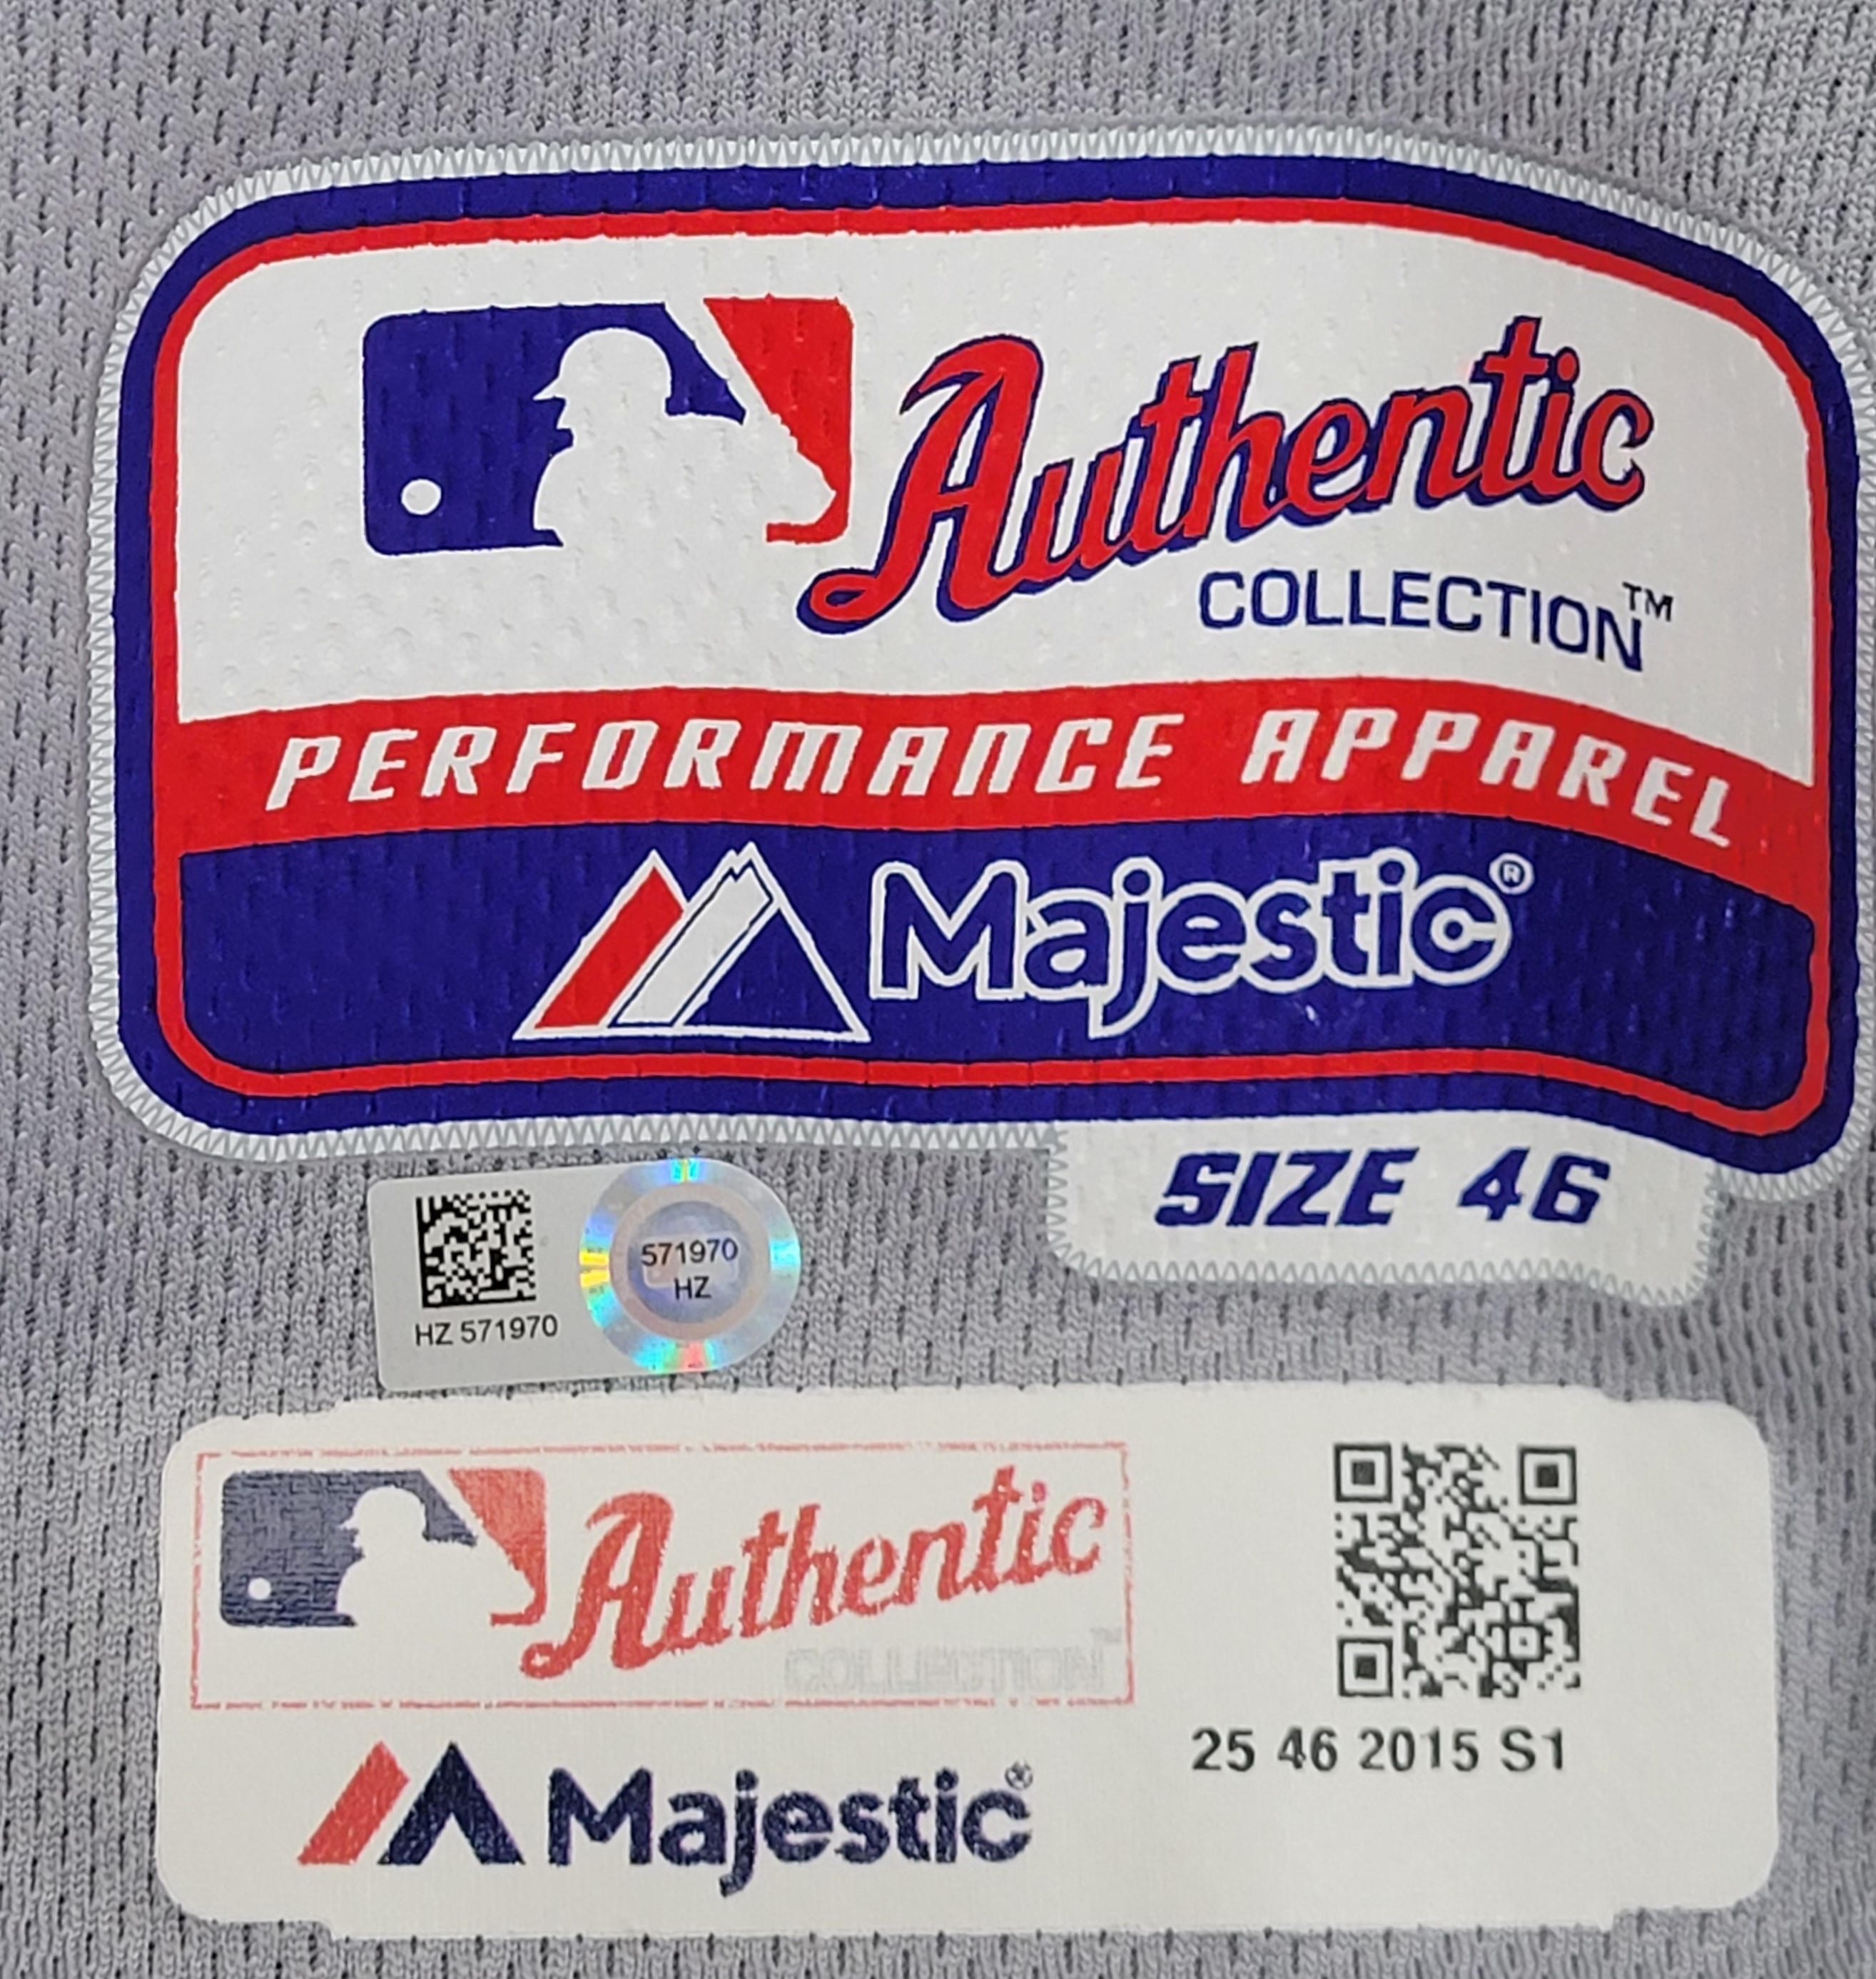 Authentic
COLLECTION™
PERFORMANCE APPAREL
Majestic®
SIZE 46
571970
HZ
HZ 571970
Authentic
COLLECTION™
Majestic®
25 46 2015 S1